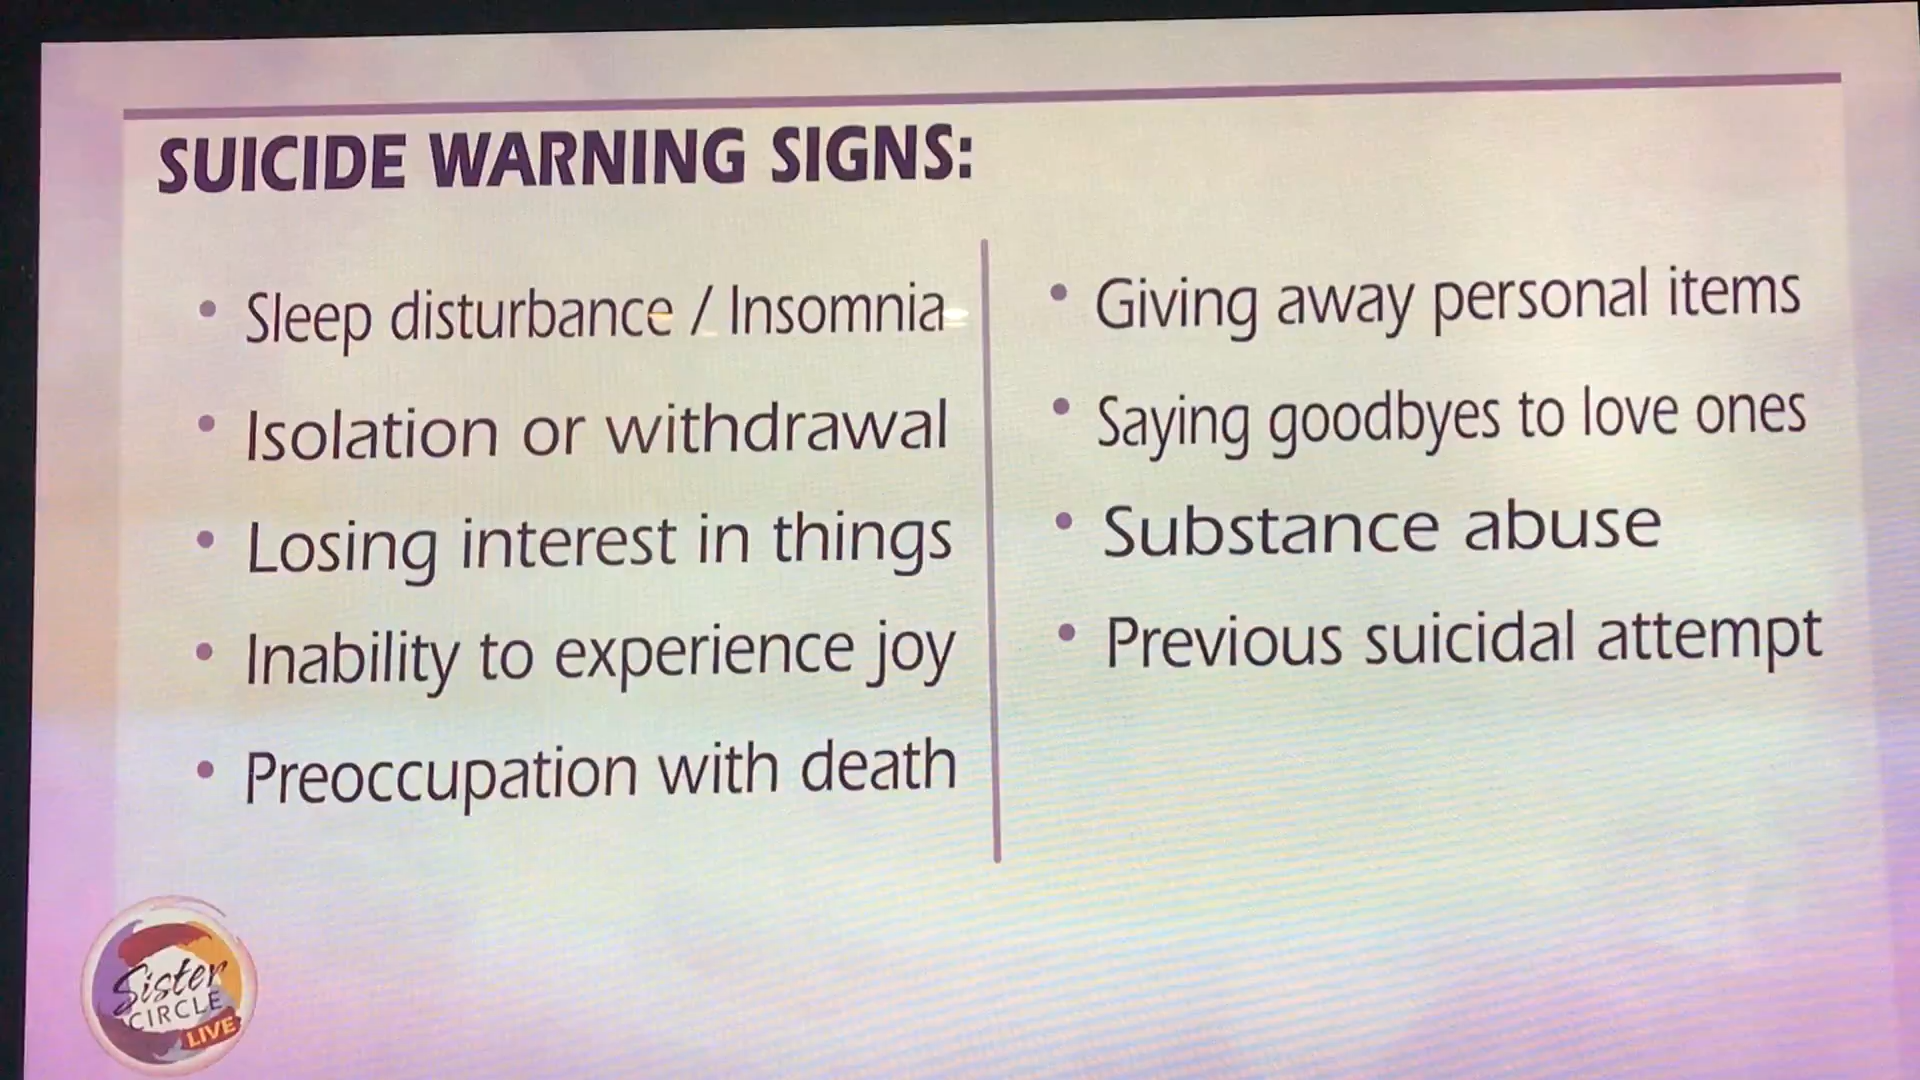 SUICIDE WARNING SIGNS:
• Sleep disturbance / Insomnia
• Isolation or withdrawal
• Losing interest in things
• Inability to experience joy
• Preoccupation with death
• Giving away personal items
• Saying goodbyes to love ones
• Substance abuse
• Previous suicidal attempt
Sister
CIRCLE
LIVE